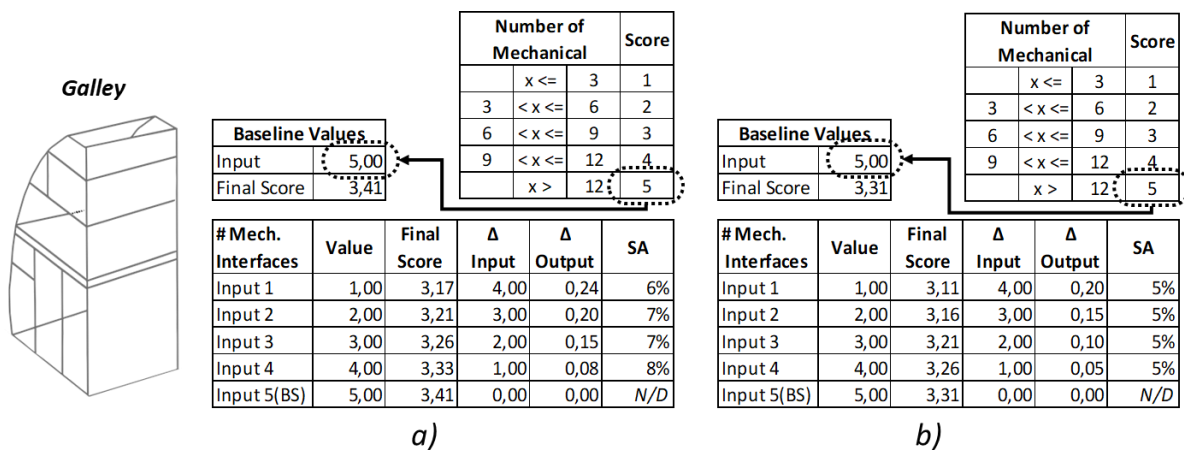 Galley
Number of Mechanical Score
x <= 3 1
3 < x <= 6 2
6 < x <= 9 3
9 < x <= 12 4
x > 12 5
Baseline Values
Input 5,00
Final Score 3,41
# Mech. Interfaces Value Final Score Δ Input Δ Output SA
Input 1 1,00 3,17 4,00 0,24 6%
Input 2 2,00 3,21 3,00 0,20 7%
Input 3 3,00 3,26 2,00 0,15 7%
Input 4 4,00 3,33 1,00 0,08 8%
Input 5(BS) 5,00 3,41 0,00 0,00 N/D
a)
Number of Mechanical Score
x <= 3 1
3 < x <= 6 2
6 < x <= 9 3
9 < x <= 12 4
x > 12 5
Baseline Values
Input 5,00
Final Score 3,31
# Mech. Interfaces Value Final Score Δ Input Δ Output SA
Input 1 1,00 3,11 4,00 0,20 5%
Input 2 2,00 3,16 3,00 0,15 5%
Input 3 3,00 3,21 2,00 0,10 5%
Input 4 4,00 3,26 1,00 0,05 5%
Input 5(BS) 5,00 3,31 0,00 0,00 N/D
b)